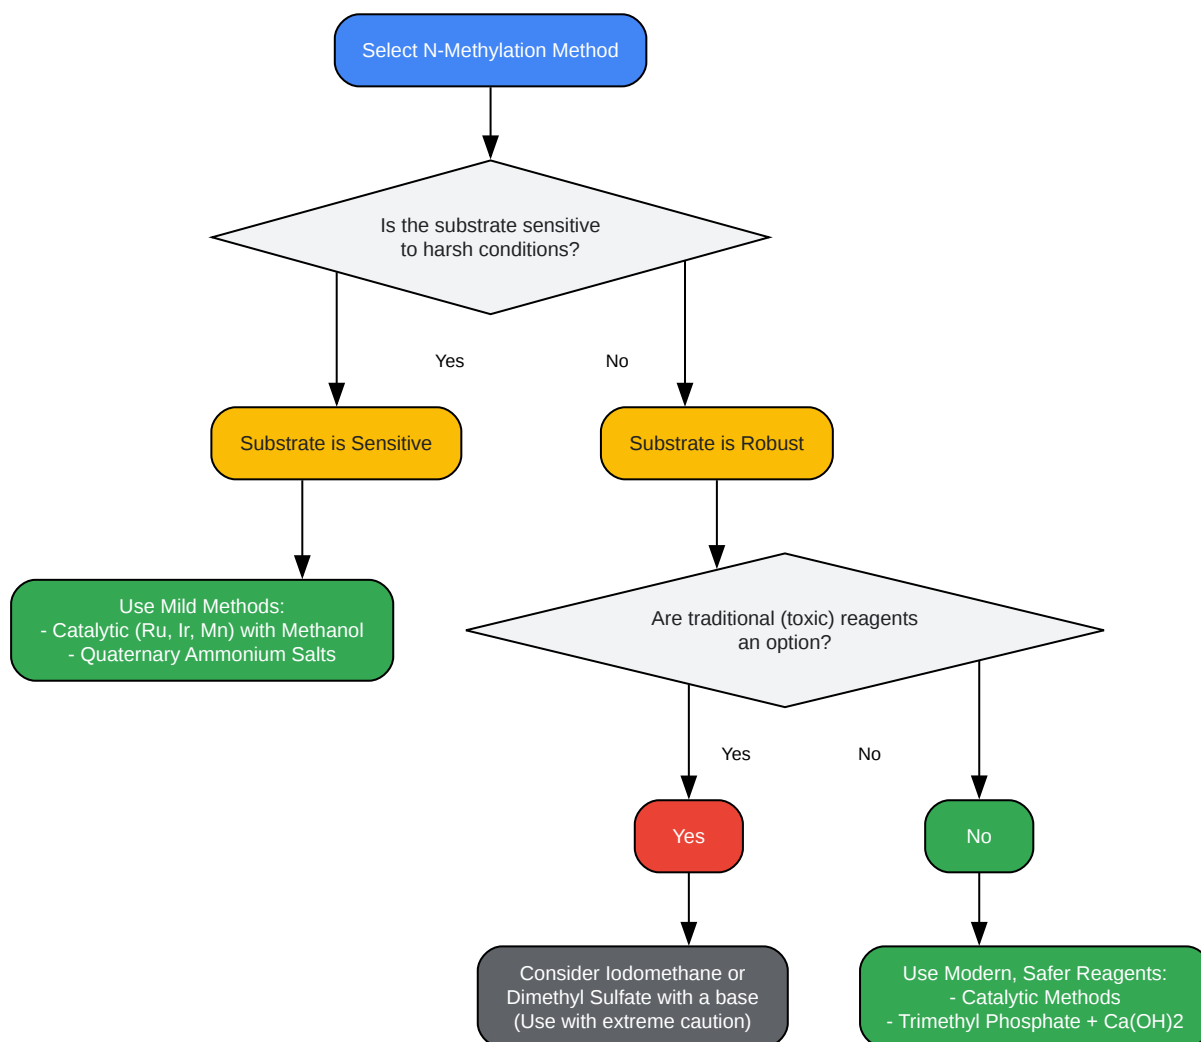 Select N-Methylation Method
Is the substrate sensitive
to harsh conditions?
Yes
No
Substrate is Sensitive
Substrate is Robust
Use Mild Methods:
- Catalytic (Ru, Ir, Mn) with Methanol
- Quaternary Ammonium Salts
Are traditional (toxic) reagents
an option?
Yes
No
Yes
No
Consider Iodomethane or
Dimethyl Sulfate with a base
(Use with extreme caution)
Use Modern, Safer Reagents:
- Catalytic Methods
- Trimethyl Phosphate + Ca(OH)2